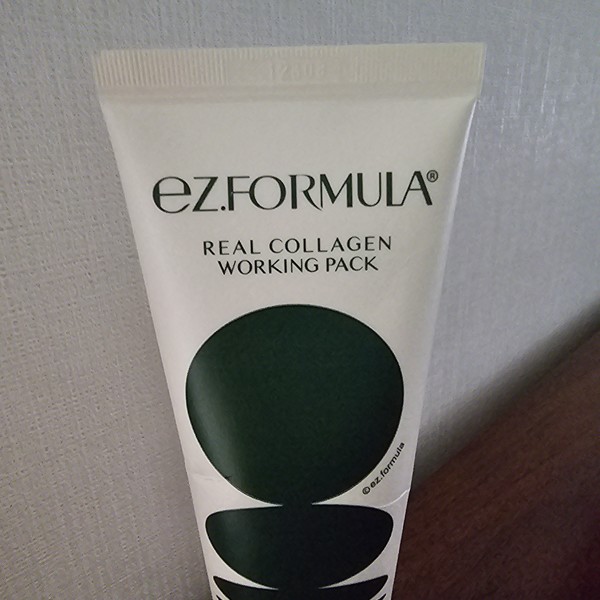 ez.FORMULA®
REAL COLLAGEN
WORKING PACK
© ez.formula